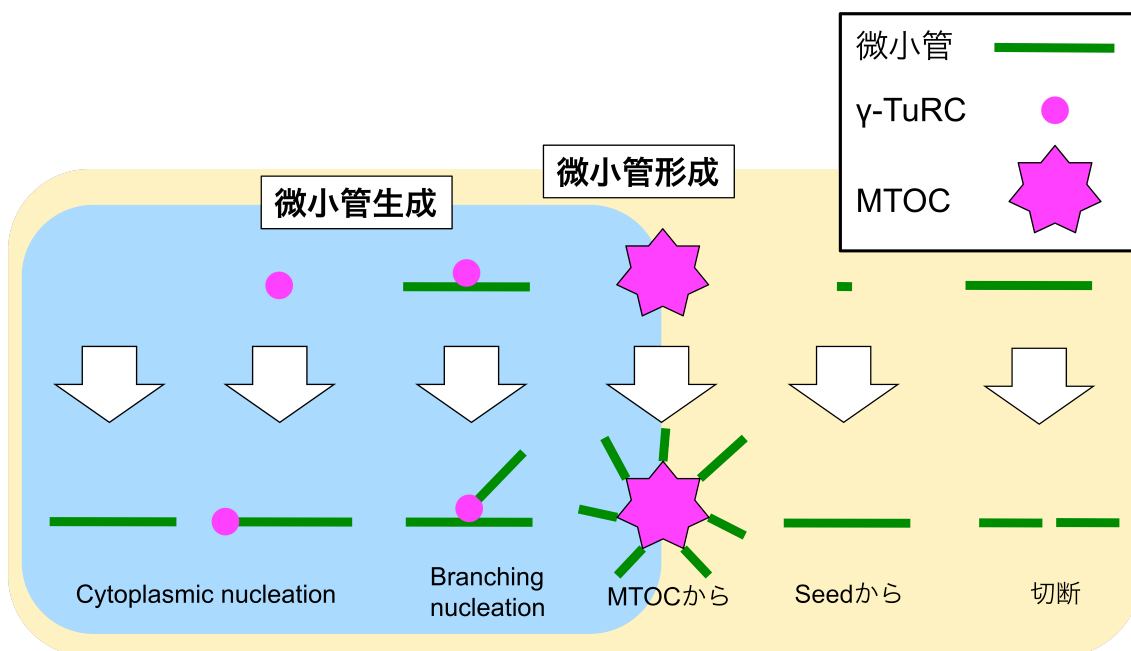 微小管
γ-TuRC
MTOC
微小管形成
微小管生成
Cytoplasmic nucleation
Branching
nucleation
MTOCから
Seedから
切断